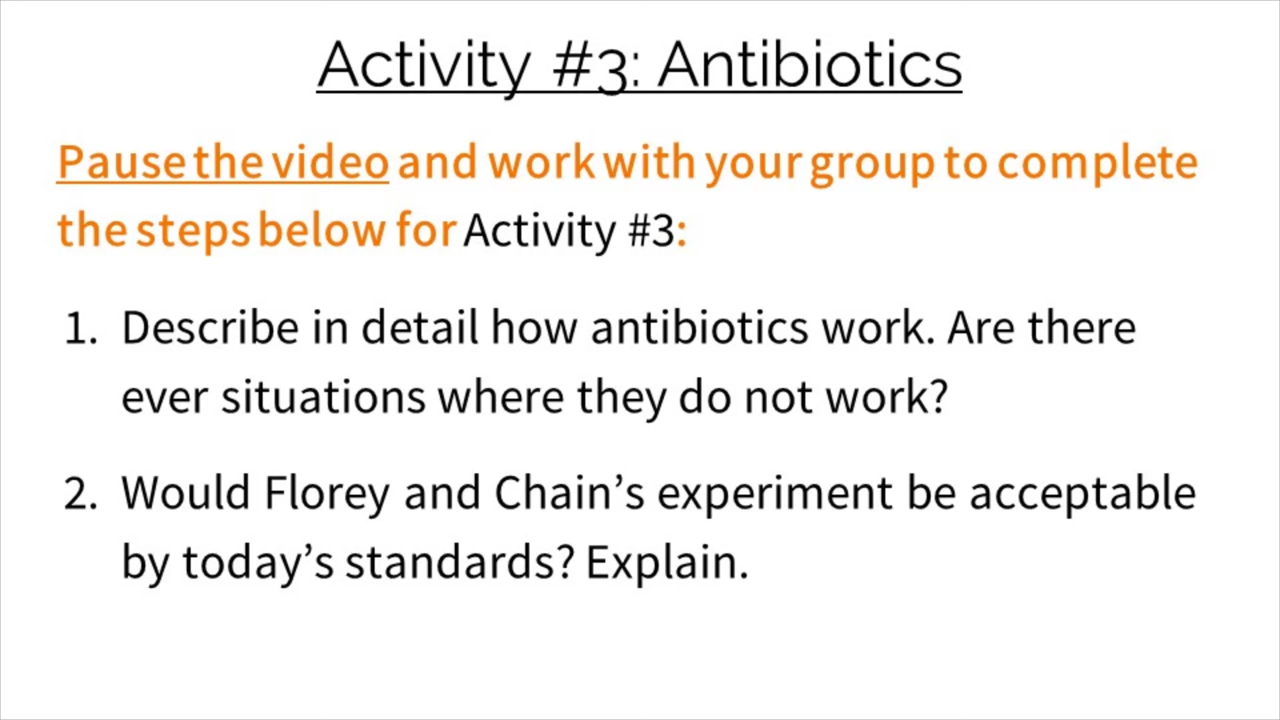 Activity #3: Antibiotics
Pause the video and work with your group to complete
the steps below for Activity #3:
1. Describe in detail how antibiotics work. Are there
ever situations where they do not work?
2. Would Florey and Chain’s experiment be acceptable
by today’s standards? Explain.